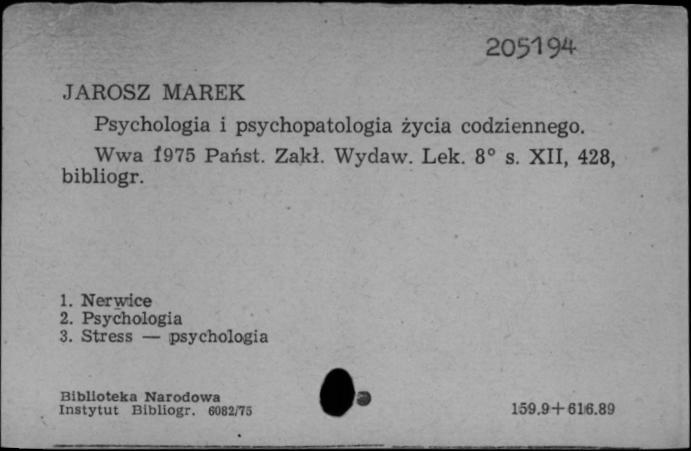 205194
JAROSZ MAREK
Psychologia i psychopatologia życia codziennego.
Wwa 1975 Państ. Zakł. Wydaw. Lek. 8° s. XII, 428,
bibliogr.
1. Nerwice
2. Psychologia
3. Stress — psychologia
Biblioteka Narodowa
Instytut Bibliogr. 6082/75
159.9+616.89